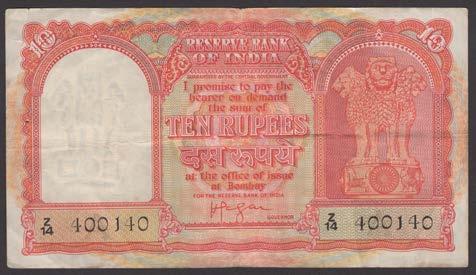 10 10
RESERVE BANK
OF INDIA
GUARANTEED BY THE CENTRAL GOVERNMENT
I promise to pay the
bearer on demand
the sum of
TEN RUPEES
दस रुपये
at the office of issue
at Bombay
FOR THE RESERVE BANK OF INDIA
GOVERNOR
Z/14 400140
Z/14 400140